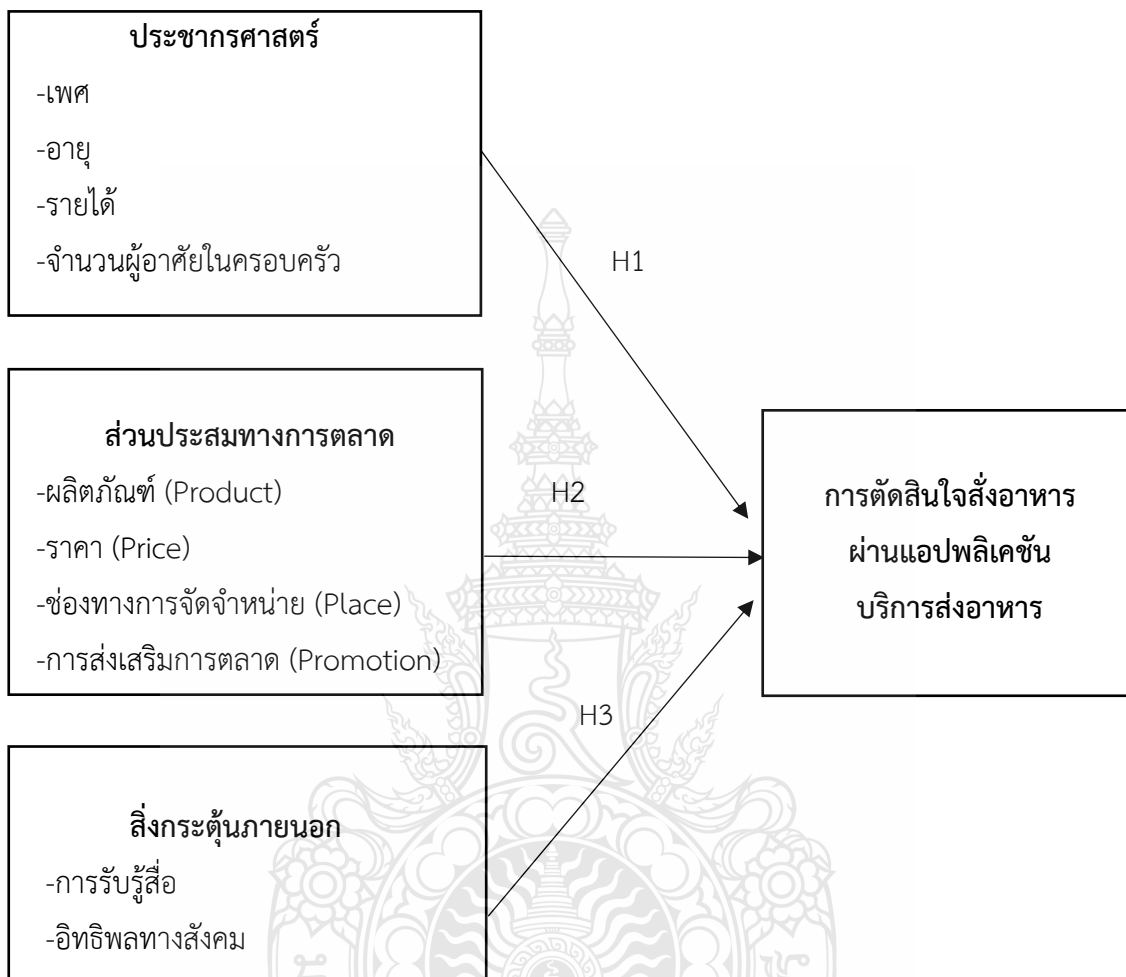 ประชากรศาสตร์
-เพศ
-อายุ
-รายได้
-จำนวนผู้อาศัยในครอบครัว
H1
ส่วนประสมทางการตลาด
-ผลิตภัณฑ์ (Product)
-ราคา (Price)
-ช่องทางการจัดจำหน่าย (Place)
-การส่งเสริมการตลาด (Promotion)
H2
การตัดสินใจสั่งอาหาร
ผ่านแอปพลิเคชัน
บริการส่งอาหาร
H3
สิ่งกระตุ้นภายนอก
-การรับรู้สื่อ
-อิทธิพลทางสังคม